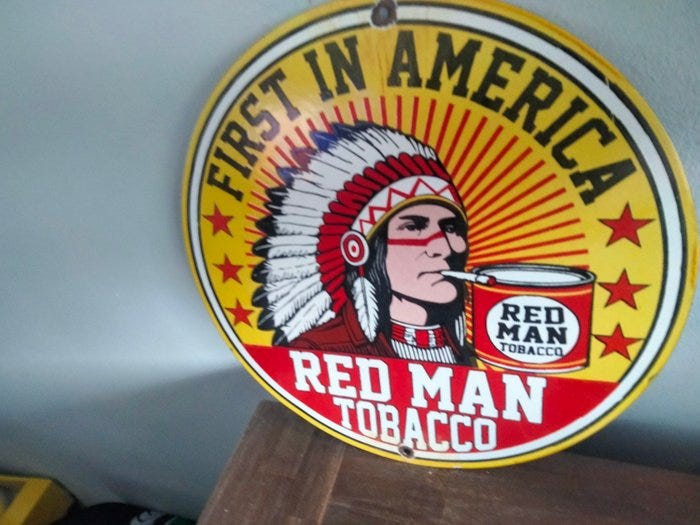 FIRST IN AMERICA
RED
MAN
TOBACCO
RED MAN
TOBACCO